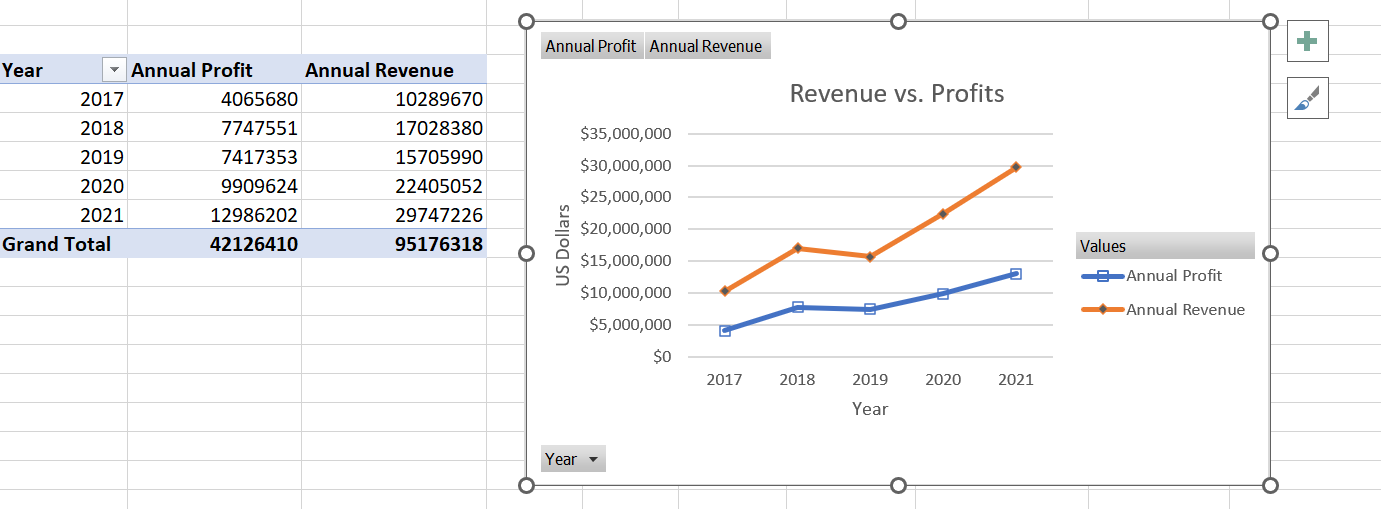 Year Annual Profit Annual Revenue
2017 4065680 10289670
2018 7747551 17028380
2019 7417353 15705990
2020 9909624 22405052
2021 12986202 29747226
Grand Total 42126410 95176318
Annual Profit Annual Revenue
Revenue vs. Profits
$35,000,000
$30,000,000
$25,000,000
$20,000,000
$15,000,000
$10,000,000
$5,000,000
$0
US Dollars
2017 2018 2019 2020 2021
Year
Values
Annual Profit
Annual Revenue
Year